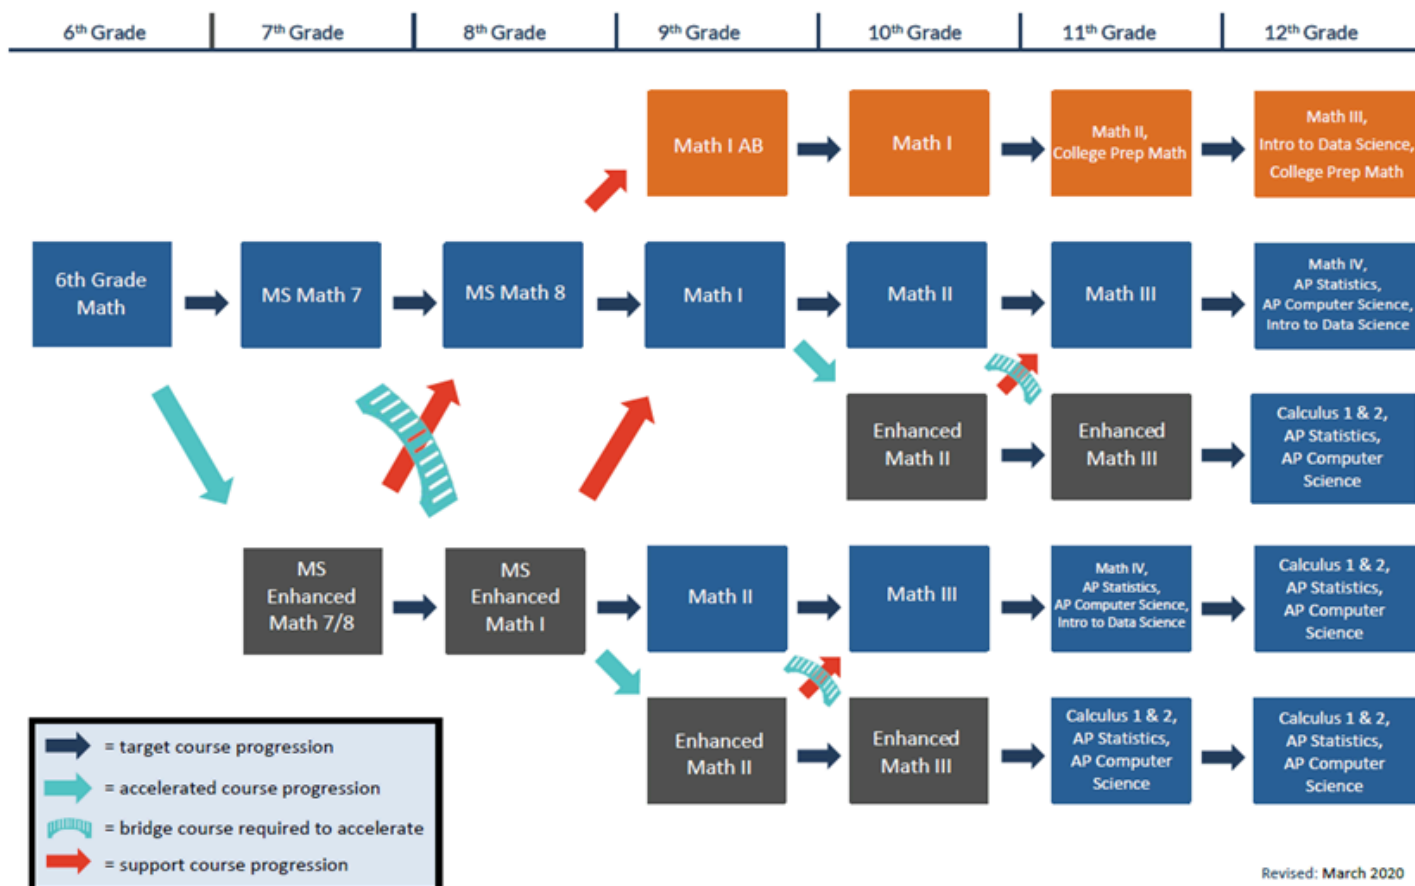 6th Grade
7th Grade
8th Grade
9th Grade
10th Grade
11th Grade
12th Grade
Math I AB
Math I
Math II,
College Prep Math
Math III,
Intro to Data Science,
College Prep Math
6th Grade
Math
MS Math 7
MS Math 8
Math I
Math II
Math III
Math IV,
AP Statistics,
AP Computer Science,
Intro to Data Science
Enhanced
Math II
Enhanced
Math III
Calculus 1 & 2,
AP Statistics,
AP Computer
Science
MS
Enhanced
Math 7/8
MS
Enhanced
Math I
Math II
Math III
Math IV,
AP Statistics,
AP Computer Science,
Intro to Data Science
Calculus 1 & 2,
AP Statistics,
AP Computer
Science
Enhanced
Math II
Enhanced
Math III
Calculus 1 & 2,
AP Statistics,
AP Computer
Science
Calculus 1 & 2,
AP Statistics,
AP Computer
Science
= target course progression
= accelerated course progression
= bridge course required to accelerate
= support course progression
Revised: March 2020